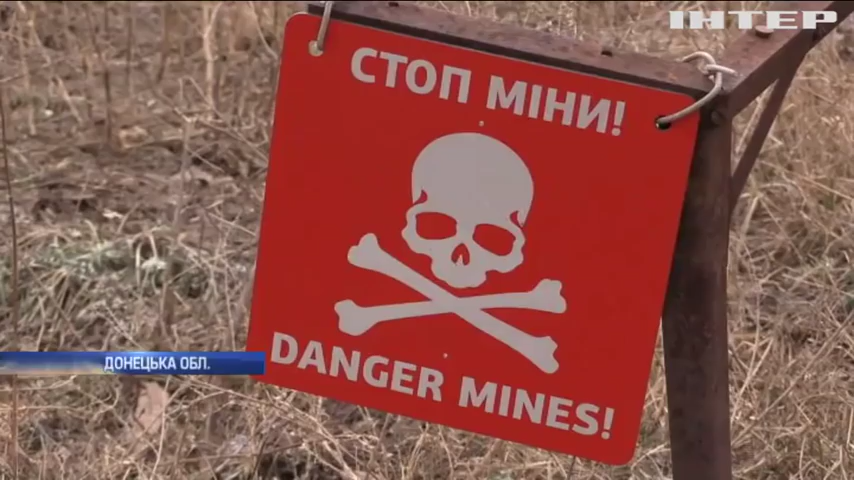 ІНТЕР
СТОП МІНИ!
DANGER MINES!
ДОНЕЦЬКА ОБЛ.